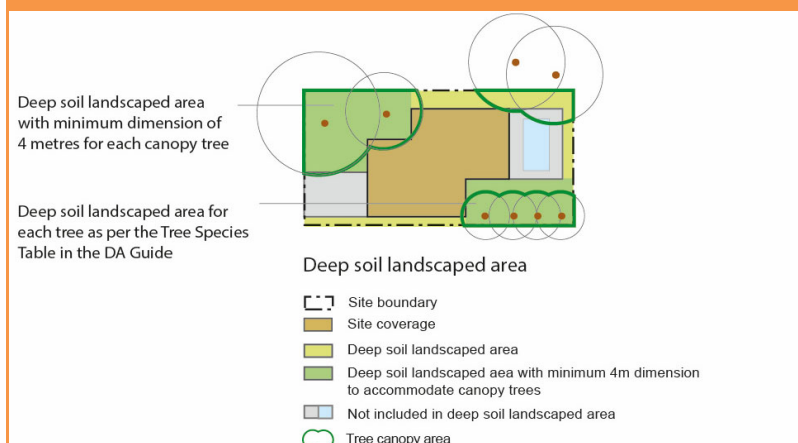 Deep soil landscaped area
with minimum dimension of
4 metres for each canopy tree
Deep soil landscaped area for
each tree as per the Tree Species
Table in the DA Guide
Deep soil landscaped area
Site boundary
Site coverage
Deep soil landscaped area
Deep soil landscaped aea with minimum 4m dimension
to accommodate canopy trees
Not included in deep soil landscaped area
Tree canopy area